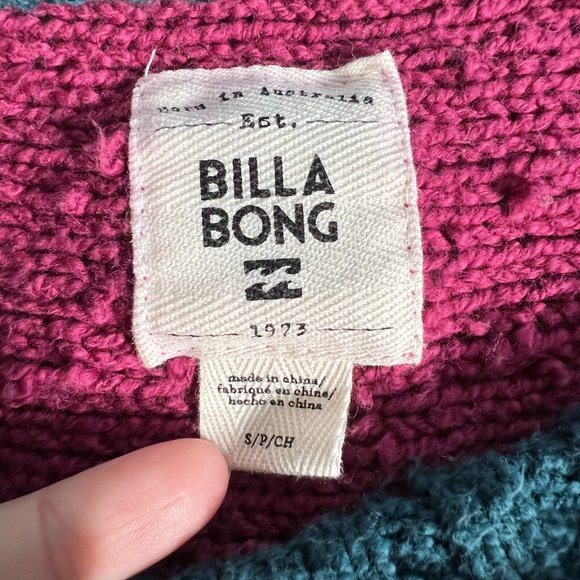 Born in Australia
Est.
BILLA
BONG
1973
made in china/
fabriqué en chine/
hecho en china
S/P/CH